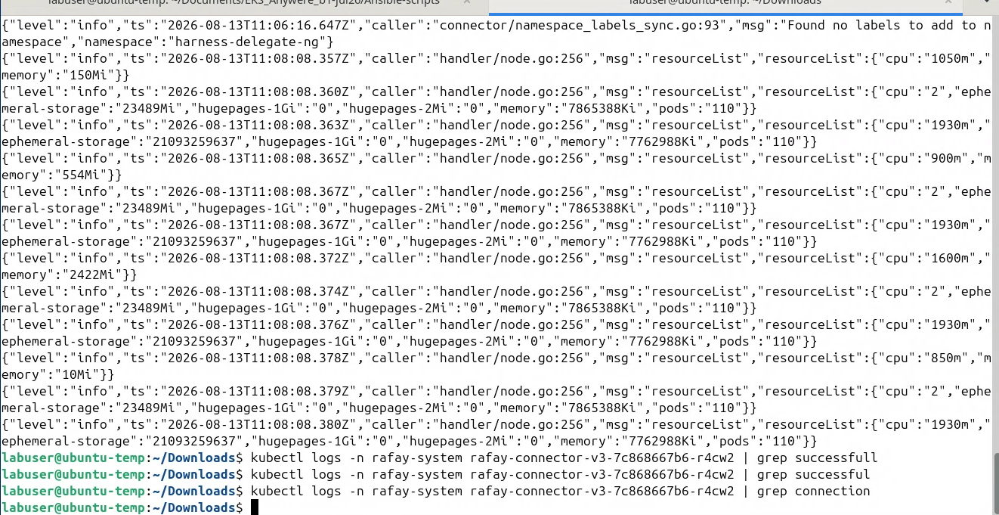 labuser@ubuntu-temp: ~/Documents/EKS_Anywere_b1-jul26/Ansible-scripts
labuser@ubuntu-temp: ~/Downloads
{"level":"info","ts":"2026-08-13T11:06:16.647Z","caller":"connector/namespace_labels_sync.go:93","msg":"Found no labels to add to n
amespace","namespace":"harness-delegate-ng"}
{"level":"info","ts":"2026-08-13T11:08:08.357Z","caller":"handler/node.go:256","msg":"resourceList","resourceList":{"cpu":"1050m","
memory":"150Mi"}}
{"level":"info","ts":"2026-08-13T11:08:08.360Z","caller":"handler/node.go:256","msg":"resourceList","resourceList":{"cpu":"2","ephe
meral-storage":"23489Mi","hugepages-1Gi":"0","hugepages-2Mi":"0","memory":"7865388Ki","pods":"110"}}
{"level":"info","ts":"2026-08-13T11:08:08.363Z","caller":"handler/node.go:256","msg":"resourceList","resourceList":{"cpu":"1930m","
ephemeral-storage":"21093259637","hugepages-1Gi":"0","hugepages-2Mi":"0","memory":"7762988Ki","pods":"110"}}
{"level":"info","ts":"2026-08-13T11:08:08.365Z","caller":"handler/node.go:256","msg":"resourceList","resourceList":{"cpu":"900m","m
emory":"554Mi"}}
{"level":"info","ts":"2026-08-13T11:08:08.367Z","caller":"handler/node.go:256","msg":"resourceList","resourceList":{"cpu":"2","ephe
meral-storage":"23489Mi","hugepages-1Gi":"0","hugepages-2Mi":"0","memory":"7865388Ki","pods":"110"}}
{"level":"info","ts":"2026-08-13T11:08:08.367Z","caller":"handler/node.go:256","msg":"resourceList","resourceList":{"cpu":"1930m","
ephemeral-storage":"21093259637","hugepages-1Gi":"0","hugepages-2Mi":"0","memory":"7762988Ki","pods":"110"}}
{"level":"info","ts":"2026-08-13T11:08:08.372Z","caller":"handler/node.go:256","msg":"resourceList","resourceList":{"cpu":"1600m","
memory":"2422Mi"}}
{"level":"info","ts":"2026-08-13T11:08:08.374Z","caller":"handler/node.go:256","msg":"resourceList","resourceList":{"cpu":"2","ephe
meral-storage":"23489Mi","hugepages-1Gi":"0","hugepages-2Mi":"0","memory":"7865388Ki","pods":"110"}}
{"level":"info","ts":"2026-08-13T11:08:08.376Z","caller":"handler/node.go:256","msg":"resourceList","resourceList":{"cpu":"1930m","
ephemeral-storage":"21093259637","hugepages-1Gi":"0","hugepages-2Mi":"0","memory":"7762988Ki","pods":"110"}}
{"level":"info","ts":"2026-08-13T11:08:08.378Z","caller":"handler/node.go:256","msg":"resourceList","resourceList":{"cpu":"850m","m
emory":"10Mi"}}
{"level":"info","ts":"2026-08-13T11:08:08.379Z","caller":"handler/node.go:256","msg":"resourceList","resourceList":{"cpu":"2","ephe
meral-storage":"23489Mi","hugepages-1Gi":"0","hugepages-2Mi":"0","memory":"7865388Ki","pods":"110"}}
{"level":"info","ts":"2026-08-13T11:08:08.380Z","caller":"handler/node.go:256","msg":"resourceList","resourceList":{"cpu":"1930m","
ephemeral-storage":"21093259637","hugepages-1Gi":"0","hugepages-2Mi":"0","memory":"7762988Ki","pods":"110"}}
labuser@ubuntu-temp:~/Downloads$ kubectl logs -n rafay-system rafay-connector-v3-7c868667b6-r4cw2 | grep successfull
labuser@ubuntu-temp:~/Downloads$ kubectl logs -n rafay-system rafay-connector-v3-7c868667b6-r4cw2 | grep successful
labuser@ubuntu-temp:~/Downloads$ kubectl logs -n rafay-system rafay-connector-v3-7c868667b6-r4cw2 | grep connection
labuser@ubuntu-temp:~/Downloads$